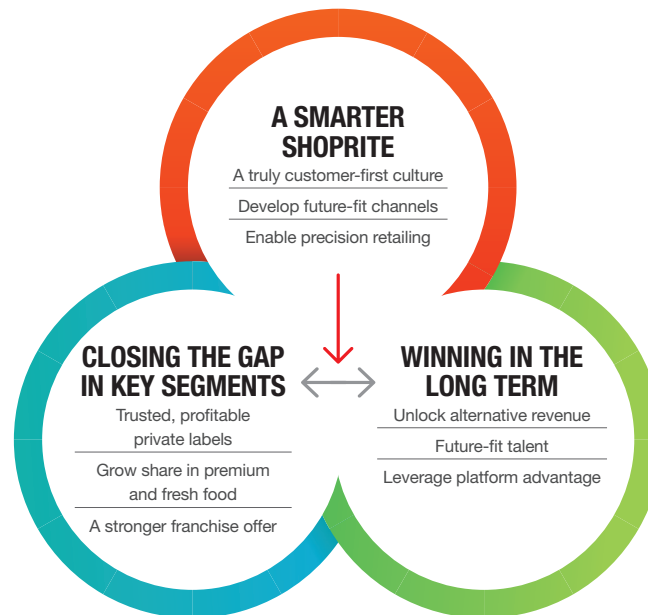 A SMARTER
SHOPRITE
A truly customer-first culture
Develop future-fit channels
Enable precision retailing
CLOSING THE GAP
IN KEY SEGMENTS
Trusted, profitable
private labels
Grow share in premium
and fresh food
A stronger franchise offer
WINNING IN THE
LONG TERM
Unlock alternative revenue
Future-fit talent
Leverage platform advantage